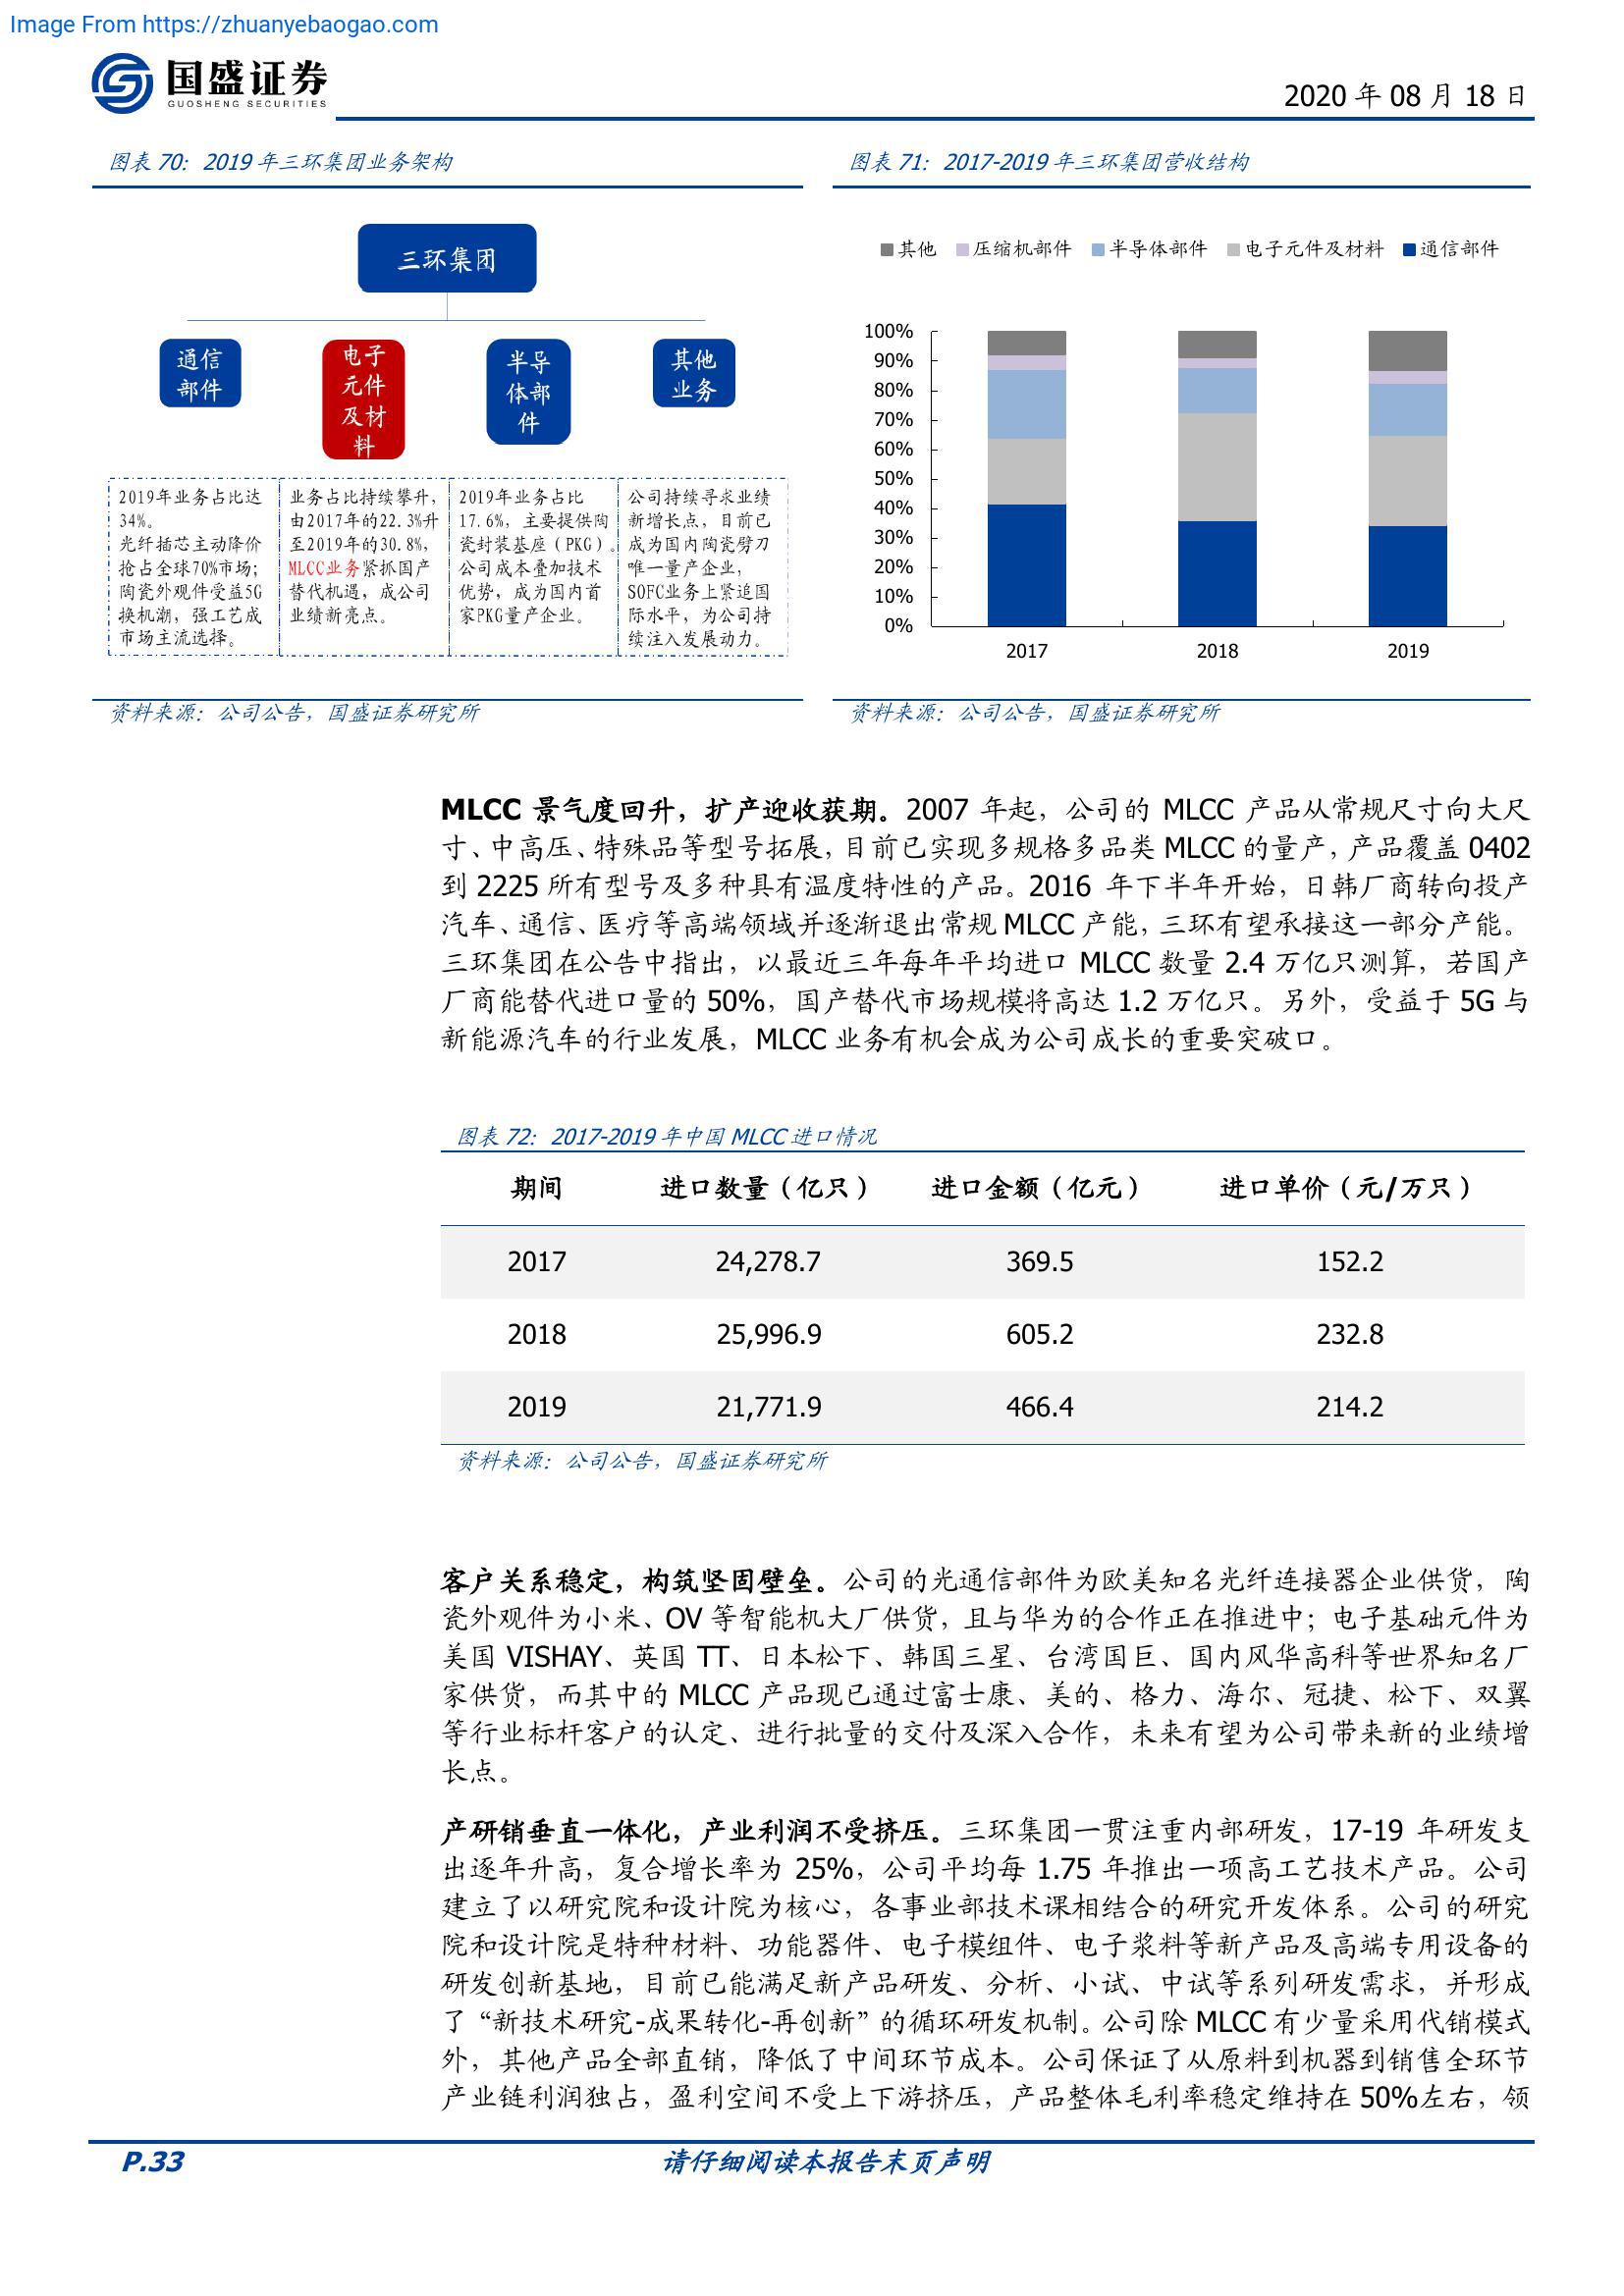 Image From https://zhuanyebaogao.com
国盛证券
GUOSHENG SECURITIES
2020 年 08 月 18 日
图表 70：2019 年三环集团业务架构
三环集团
通信
部件
电子
元件
及材
料
半导
体部
件
其他
业务
2019年业务占比达
34%。
光纤插芯主动降价
抢占全球70%市场；
陶瓷外观件受益5G
换机潮，强工艺成
市场主流选择。
业务占比持续攀升，
由2017年的22.3%升
至2019年的30.8%，
MLCC业务紧抓国产
替代机遇，成公司
业绩新亮点。
2019年业务占比
17.6%，主要提供陶
瓷封装基座（PKG）。
公司成本叠加技术
优势，成为国内首
家PKG量产企业。
公司持续寻求业绩
新增长点，目前已
成为国内陶瓷劈刀
唯一量产企业，
SOFC业务上紧追国
际水平，为公司持
续注入发展动力。
资料来源：公司公告，国盛证券研究所
图表 71：2017-2019 年三环集团营收结构
其他 压缩机部件 半导体部件 电子元件及材料 通信部件
100%
90%
80%
70%
60%
50%
40%
30%
20%
10%
0%
2017 2018 2019
资料来源：公司公告，国盛证券研究所
MLCC 景气度回升，扩产迎收获期。2007 年起，公司的 MLCC 产品从常规尺寸向大尺
寸、中高压、特殊品等型号拓展，目前已实现多规格多品类 MLCC 的量产，产品覆盖 0402
到 2225 所有型号及多种具有温度特性的产品。2016 年下半年开始，日韩厂商转向投产
汽车、通信、医疗等高端领域并逐渐退出常规 MLCC 产能，三环有望承接这一部分产能。
三环集团在公告中指出，以最近三年每年平均进口 MLCC 数量 2.4 万亿只测算，若国产
厂商能替代进口量的 50%，国产替代市场规模将高达 1.2 万亿只。另外，受益于 5G 与
新能源汽车的行业发展，MLCC 业务有机会成为公司成长的重要突破口。
图表 72：2017-2019 年中国 MLCC 进口情况
期间 进口数量（亿只） 进口金额（亿元） 进口单价（元/万只）
2017 24,278.7 369.5 152.2
2018 25,996.9 605.2 232.8
2019 21,771.9 466.4 214.2
资料来源：公司公告，国盛证券研究所
客户关系稳定，构筑坚固壁垒。公司的光通信部件为欧美知名光纤连接器企业供货，陶
瓷外观件为小米、OV 等智能机大厂供货，且与华为的合作正在推进中；电子基础元件为
美国 VISHAY、英国 TT、日本松下、韩国三星、台湾国巨、国内风华高科等世界知名厂
家供货，而其中的 MLCC 产品现已通过富士康、美的、格力、海尔、冠捷、松下、双翼
等行业标杆客户的认定、进行批量的交付及深入合作，未来有望为公司带来新的业绩增
长点。
产研销垂直一体化，产业利润不受挤压。三环集团一贯注重内部研发，17-19 年研发支
出逐年升高，复合增长率为 25%，公司平均每 1.75 年推出一项高工艺技术产品。公司
建立了以研究院和设计院为核心，各事业部技术课相结合的研究开发体系。公司的研究
院和设计院是特种材料、功能器件、电子模组件、电子浆料等新产品及高端专用设备的
研发创新基地，目前已能满足新产品研发、分析、小试、中试等系列研发需求，并形成
了“新技术研究-成果转化-再创新”的循环研发机制。公司除 MLCC 有少量采用代销模式
外，其他产品全部直销，降低了中间环节成本。公司保证了从原料到机器到销售全环节
产业链利润独占，盈利空间不受上下游挤压，产品整体毛利率稳定维持在 50%左右，领
P.33
请仔细阅读本报告末页声明